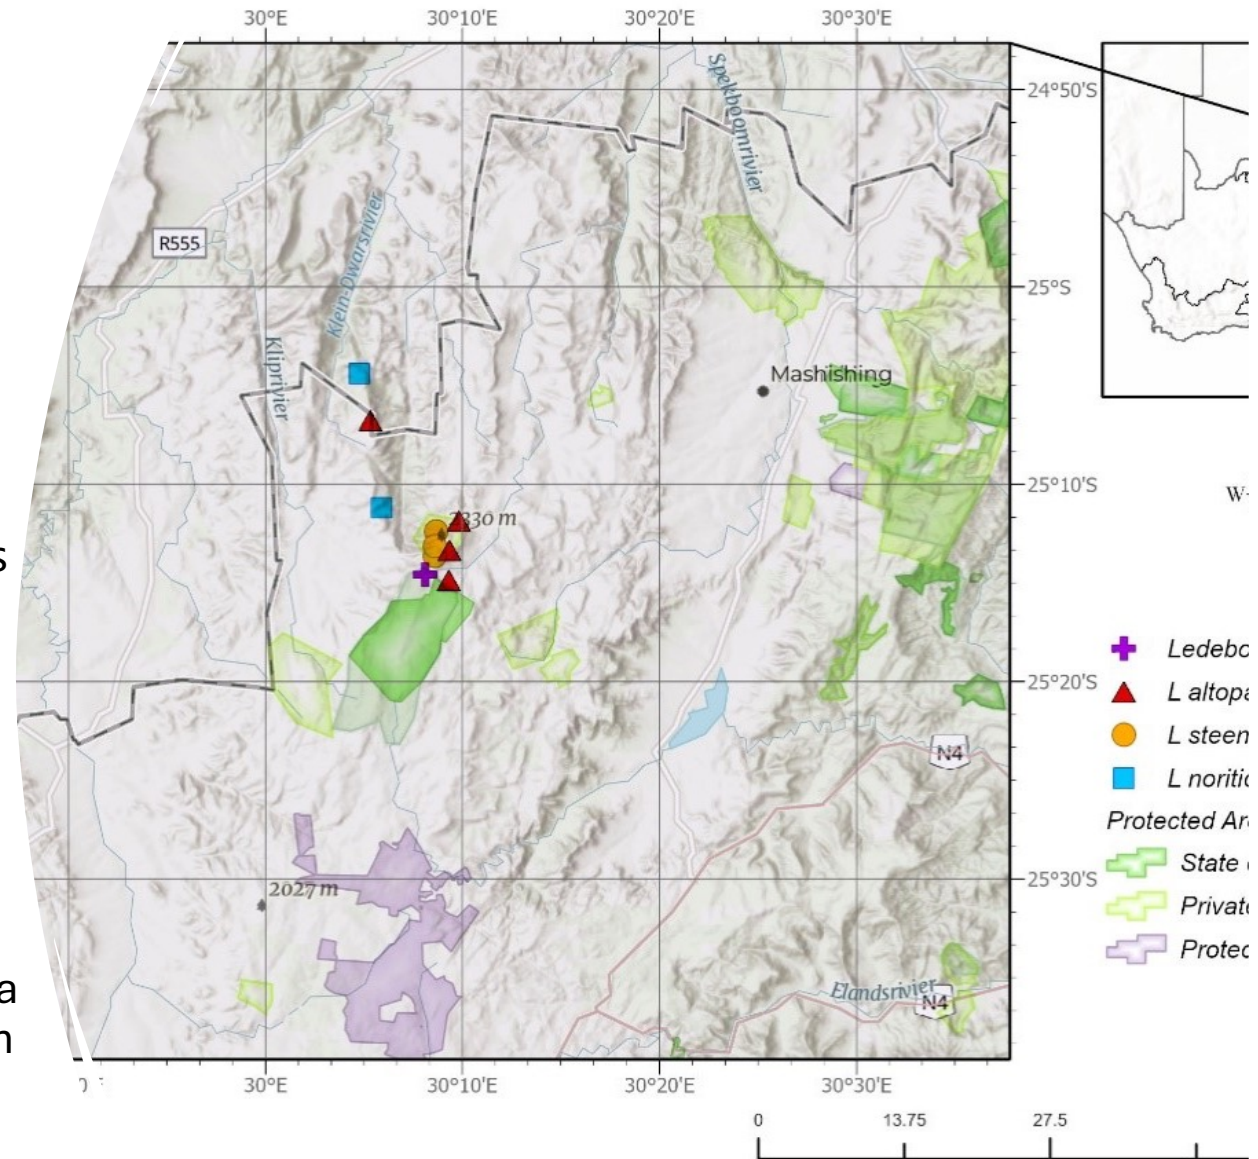 30°E 30°10'E 30°20'E 30°30'E
24°50'S
Spekboomrivier
R555
Klein-Dwarsrivier
25°S
Kliprivier
Mashishing
25°10'S
W
2330 m
s
Ledebo
L altopa
25°20'S
L steen
N4
L noritic
Protected Are
State
25°30'S
2027 m
Private
Protec
a
Elandsrivier
N4
n
30°E 30°10'E 30°20'E 30°30'E
0 13.75 27.5